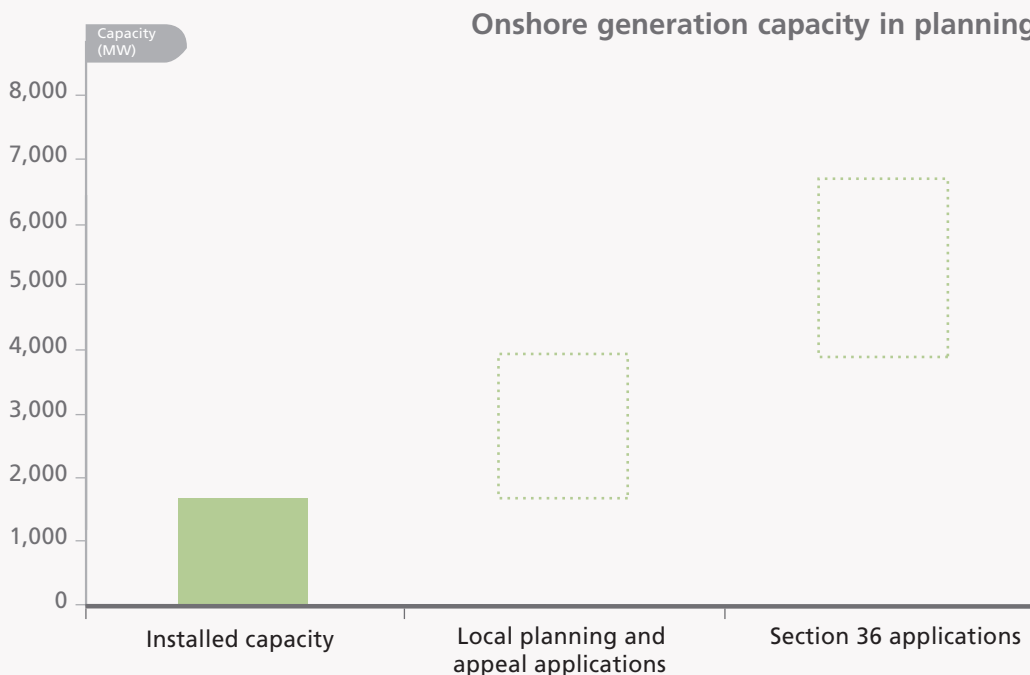 Onshore generation capacity in planning
Capacity
(MW)
8,000
7,000
6,000
5,000
4,000
3,000
2,000
1,000
0
Installed capacity
Local planning and
appeal applications
Section 36 applications